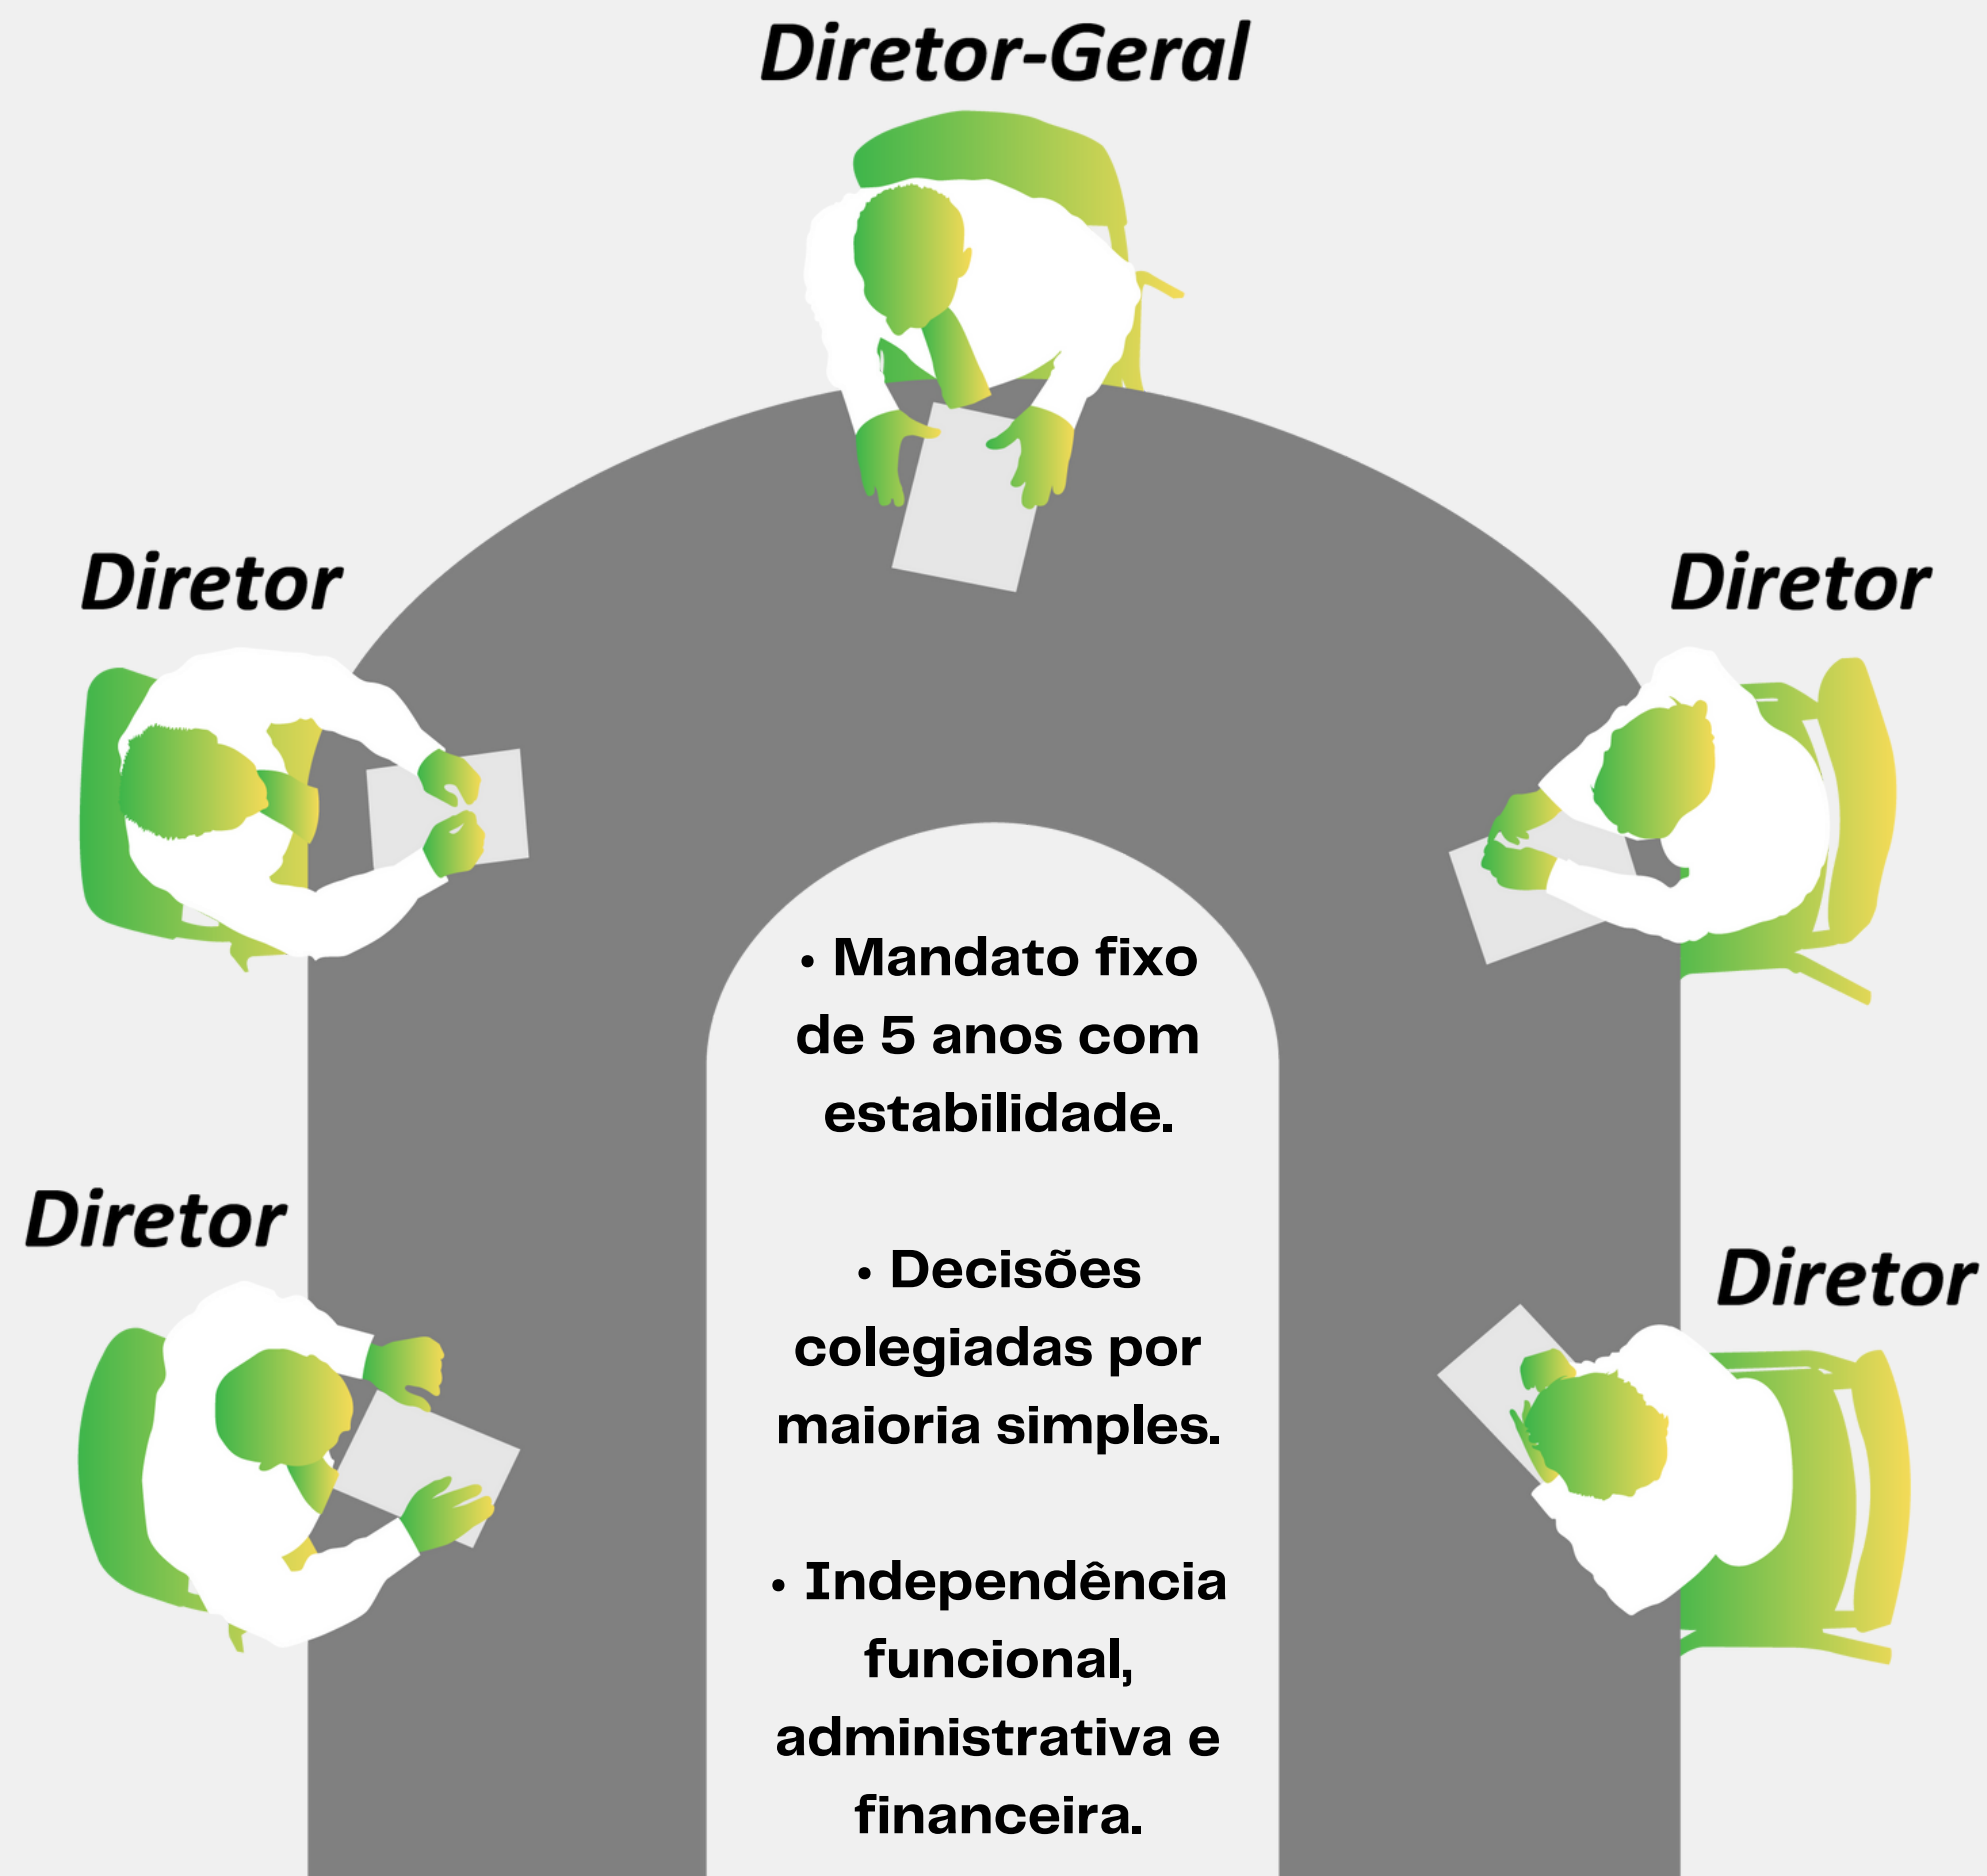 Diretor-Geral
Diretor
Diretor
Diretor
Diretor
• Mandato fixo
de 5 anos com
estabilidade.
• Decisões
colegiadas por
maioria simples.
• Independência
funcional,
administrativa e
financeira.